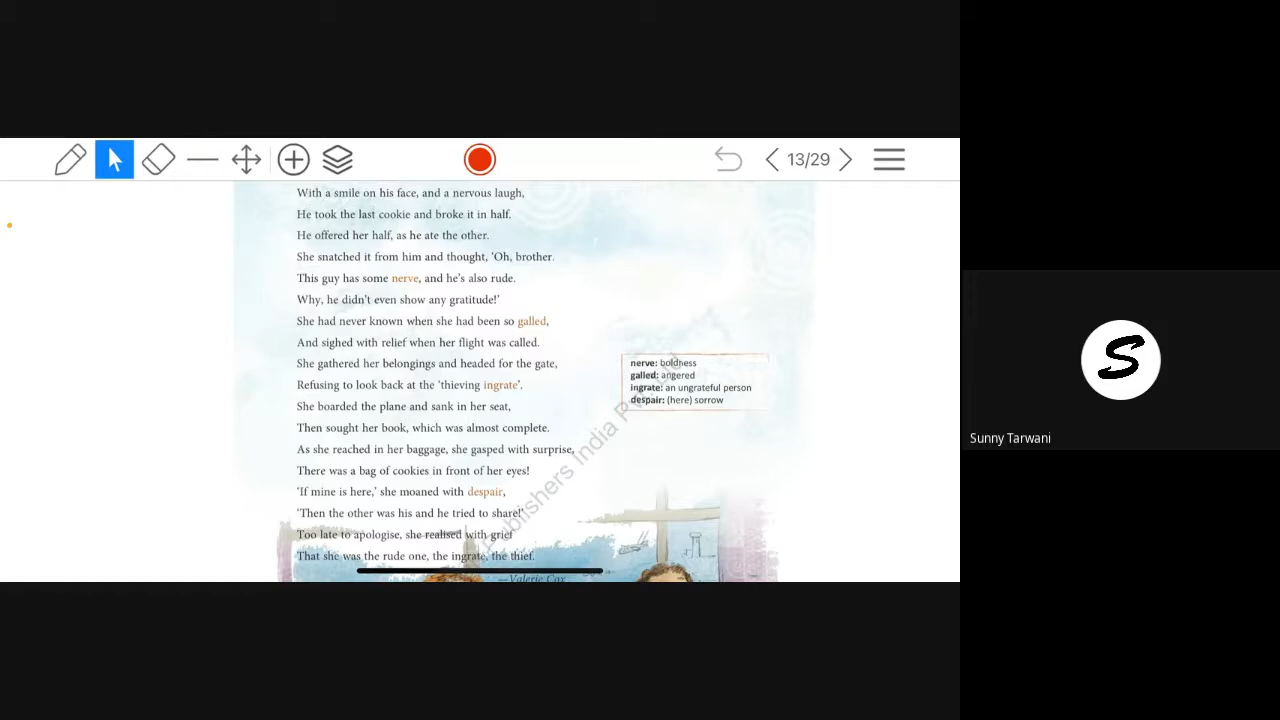 13/29
With a smile on his face, and a nervous laugh,
He took the last cookie and broke it in half.
He offered her half, as he ate the other.
She snatched it from him and thought, ‘Oh, brother.
This guy has some nerve, and he’s also rude.
Why, he didn’t even show any gratitude!’
She had never known when she had been so galled,
And sighed with relief when her flight was called.
She gathered her belongings and headed for the gate,
Refusing to look back at the ‘thieving ingrate’.
She boarded the plane and sank in her seat,
Then sought her book, which was almost complete.
As she reached in her baggage, she gasped with surprise,
There was a bag of cookies in front of her eyes!
‘If mine is here,’ she moaned with despair,
‘Then the other was his and he tried to share!’
Too late to apologise, she realised with grief
That she was the rude one, the ingrate, the thief.
—Valerie Cox
nerve: boldness
galled: angered
ingrate: an ungrateful person
despair: (here) sorrow
Publishers India
S
Sunny Tarwani